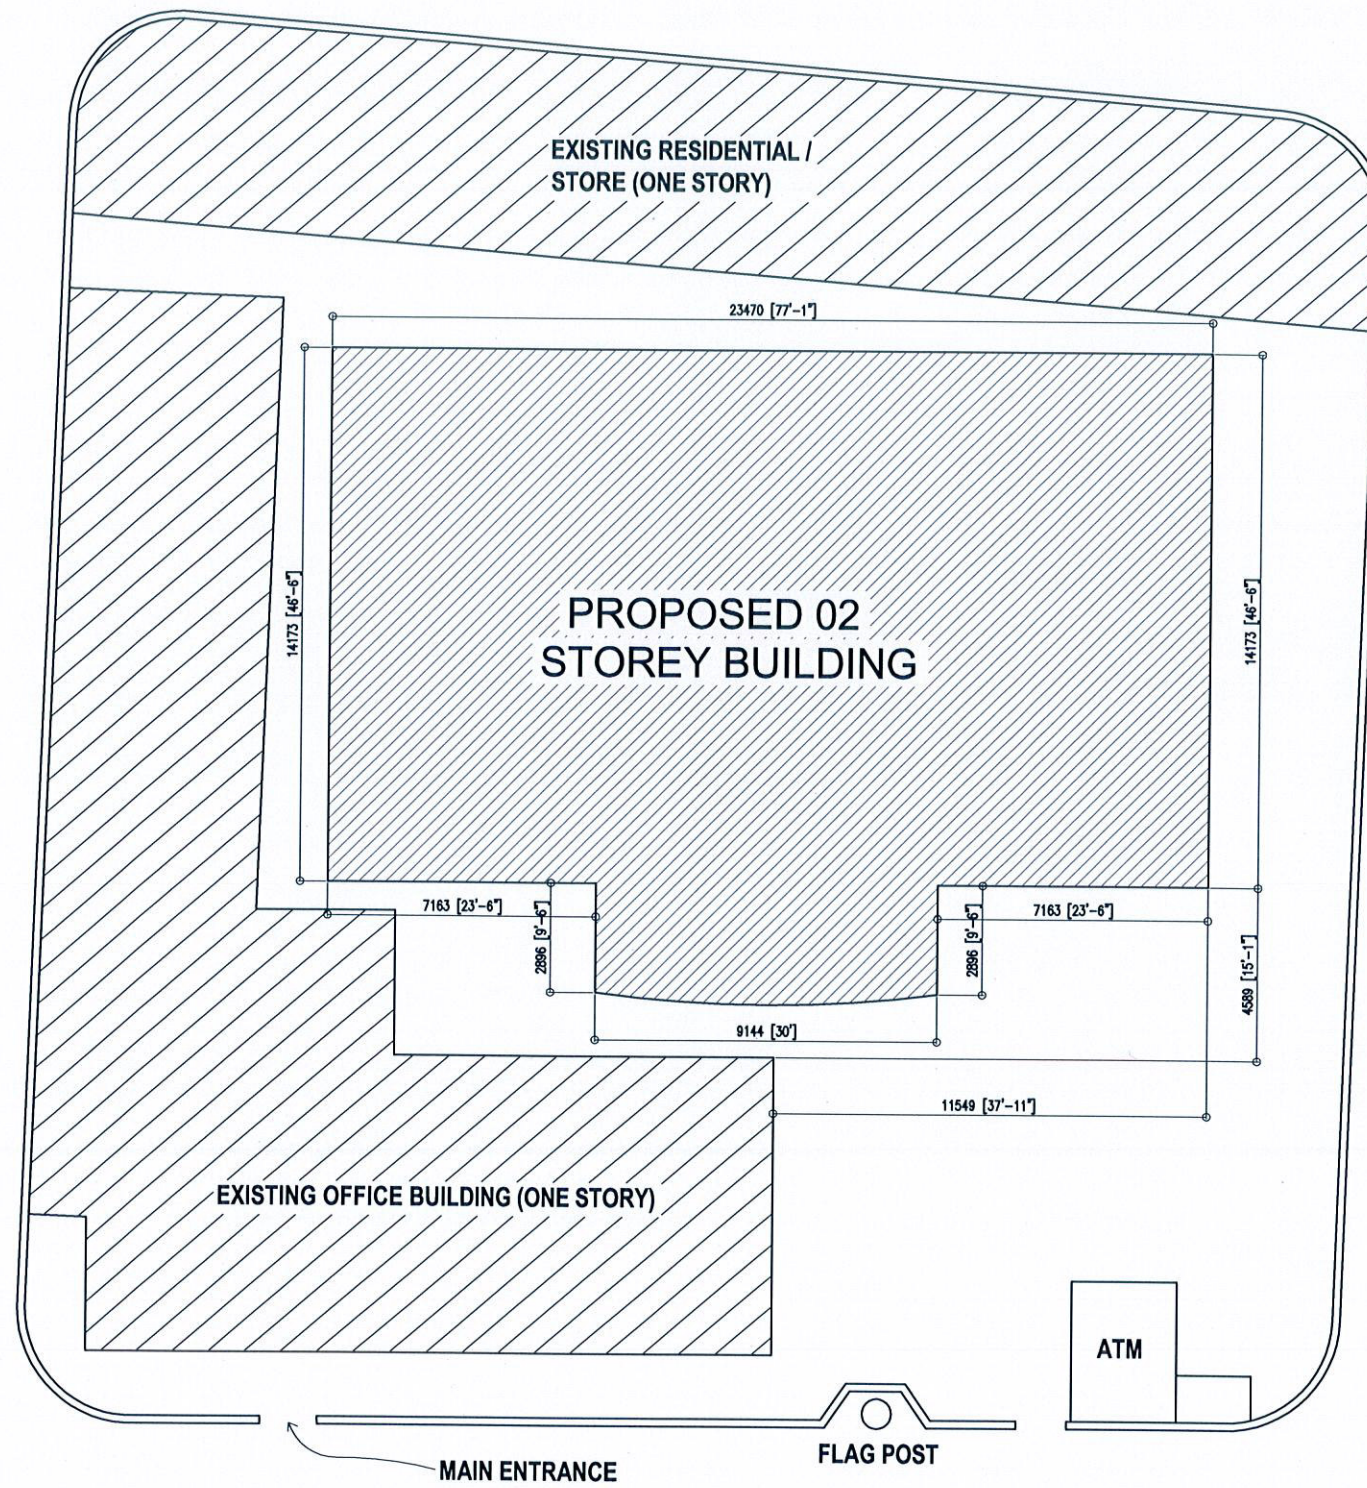 EXISTING RESIDENTIAL /
STORE (ONE STORY)
23470 [77'-1"]
14173 [46'-6"]
14173 [46'-6"]
PROPOSED 02
STOREY BUILDING
7163 [23'-6"]
2896 [9'-6"]
7163 [23'-6"]
2896 [9'-6"]
4589 [15'-1"]
9144 [30']
11549 [37'-11"]
EXISTING OFFICE BUILDING (ONE STORY)
ATM
FLAG POST
MAIN ENTRANCE